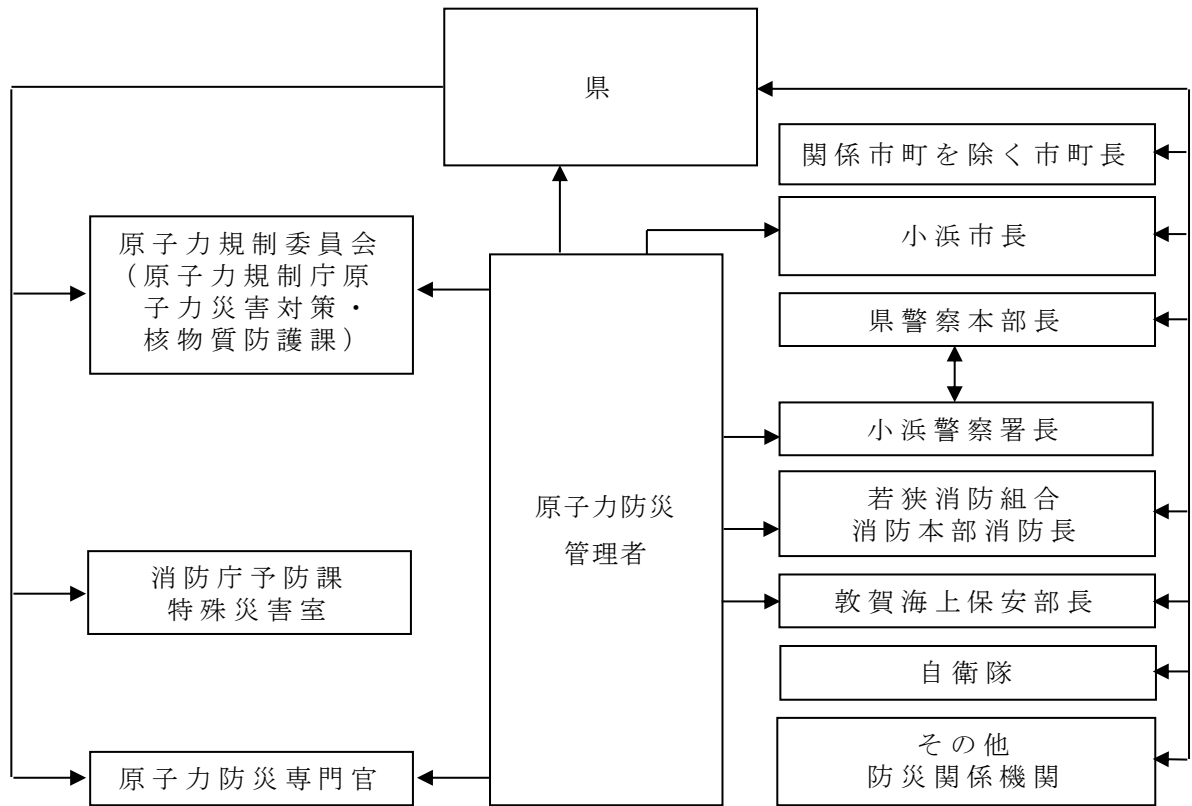 県
関係市町を除く市町長
小浜市長
県警察本部長
小浜警察署長
若狭消防組合
消防本部消防長
敦賀海上保安部長
自衛隊
その他
防災関係機関
原子力規制委員会
（原子力規制庁原
子力災害対策・
核物質防護課）
消防庁予防課
特殊災害室
原子力防災専門官
原子力防災
管理者